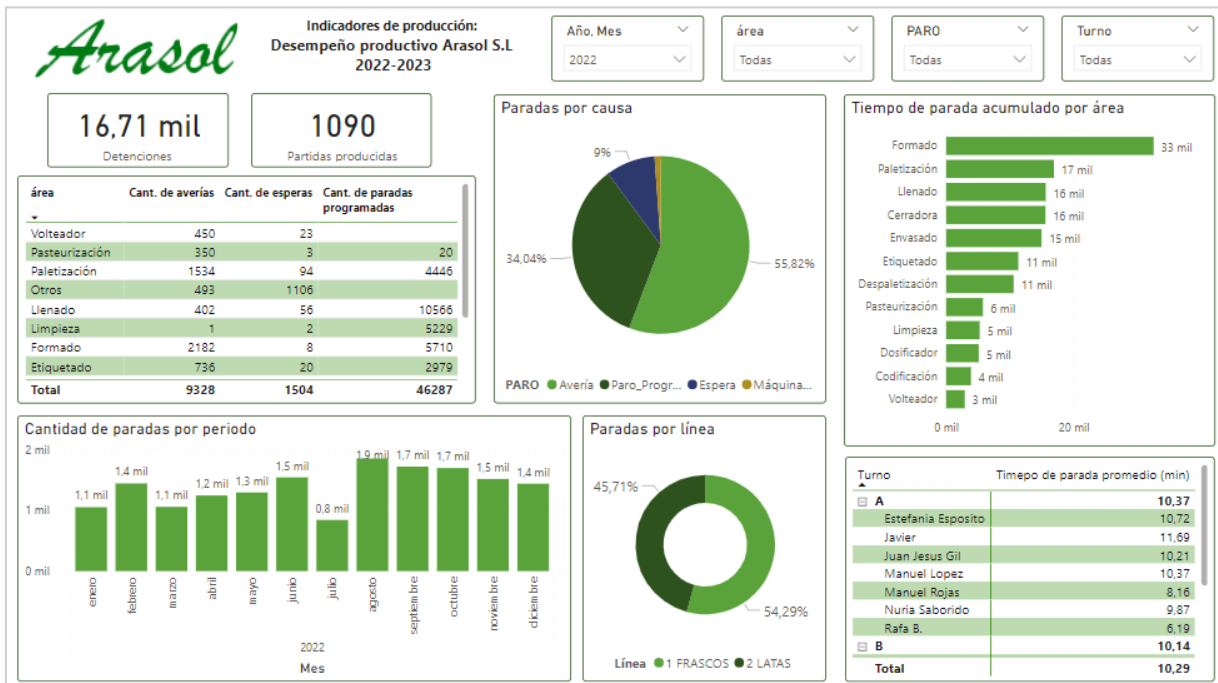 Arasol
Indicadores de producción:
Desempeño productivo Arasol S.L
2022-2023
Año, Mes
2022
área
Todas
PARO
Todas
Turno
Todas
16,71 mil
Detenciones
1090
Partidas producidas
área Cant. de averías Cant. de esperas Cant. de paradas
programadas
Volteador 450 23
Pasteurización 350 3 20
Paletización 1534 94 4446
Otros 493 1106
Llenado 402 56 10566
Limpieza 1 2 5229
Formado 2182 8 5710
Etiquetado 736 20 2979
Total 9328 1504 46287
Paradas por causa
9%
34,04%
55,82%
PARO Avería Paro_Progr... Espera Máquina...
Tiempo de parada acumulado por área
Formado 33 mil
Paletización 17 mil
Llenado 16 mil
Cerradora 16 mil
Envasado 15 mil
Etiquetado 11 mil
Despaletización 11 mil
Pasteurización 6 mil
Limpieza 5 mil
Dosificador 5 mil
Codificación 4 mil
Volteador 3 mil
0 mil 20 mil
Cantidad de paradas por periodo
2 mil
1 mil
0 mil
1,1 mil 1,4 mil 1,1 mil 1,2 mil 1,3 mil 1,5 mil 0,8 mil 1,9 mil 1,7 mil 1,7 mil 1,5 mil 1,4 mil
enero febrero marzo abril mayo junio julio agosto septiembre octubre noviembre diciembre
2022
Mes
Paradas por línea
45,71%
54,29%
Línea 1 FRASCOS 2 LATAS
Turno Timepo de parada promedio (min)
A 10,37
Estefania Esposito 10,72
Javier 11,69
Juan Jesus Gil 10,21
Manuel Lopez 10,37
Manuel Rojas 8,16
Nuria Saborido 9,87
Rafa B. 6,19
B 10,14
Total 10,29